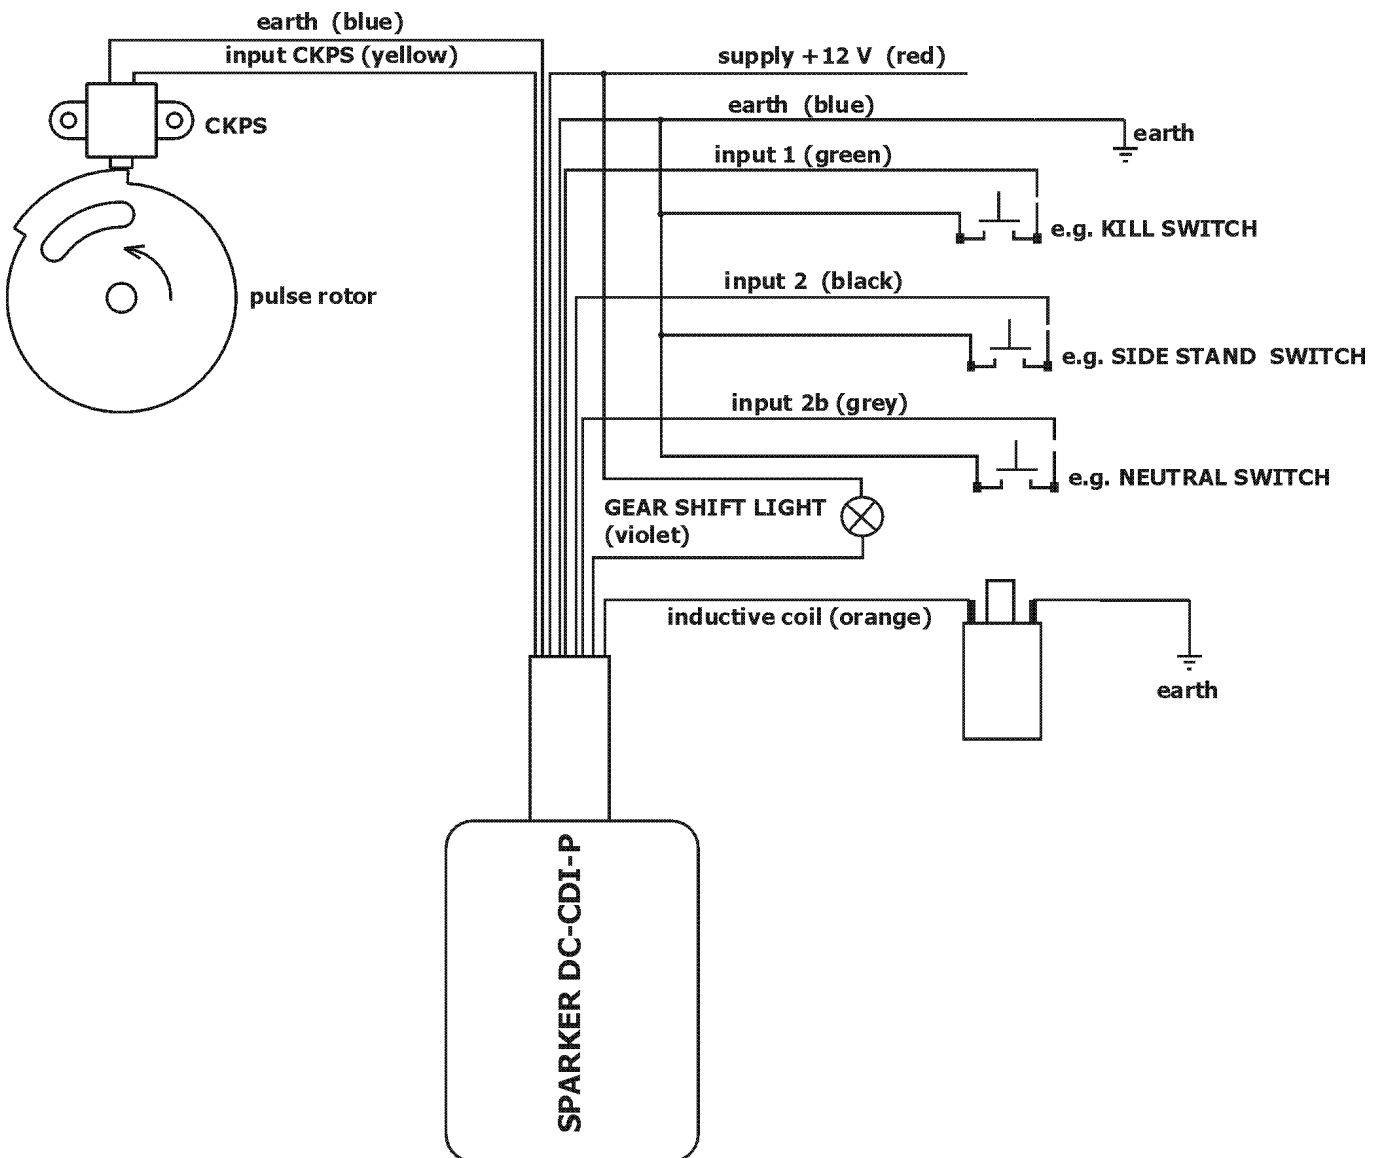 earth (blue)
input CKPS (yellow)
supply +12 V (red)
earth (blue)
CKPS
earth
input 1 (green)
e.g. KILL SWITCH
input 2 (black)
pulse rotor
e.g. SIDE STAND SWITCH
input 2b (grey)
e.g. NEUTRAL SWITCH
GEAR SHIFT LIGHT
(violet)
inductive coil (orange)
earth
SPARKER DC-CDI-P